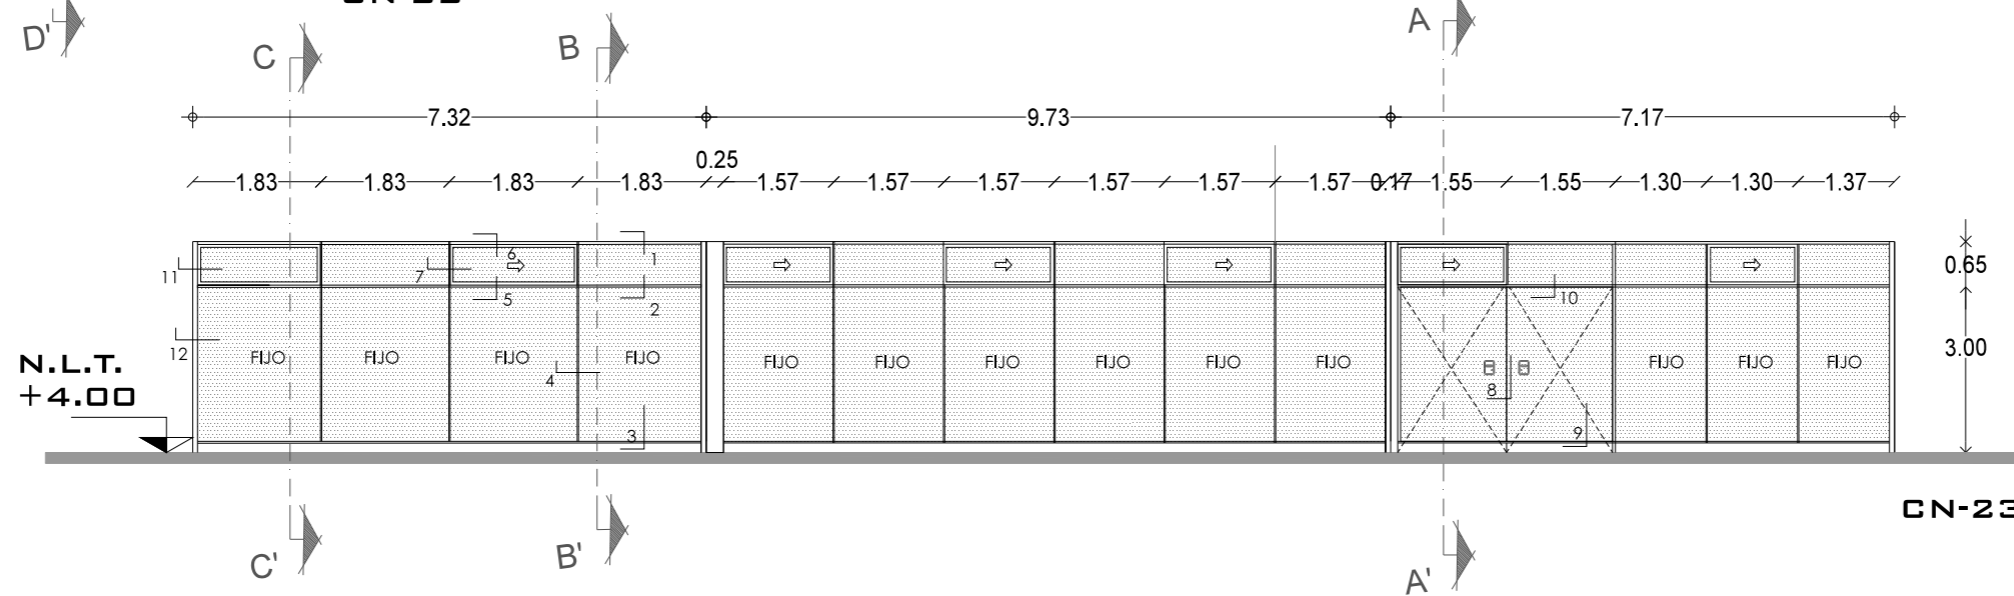 D'
C
B
A
7.32
9.73
7.17
0.25
1.83
1.83
1.83
1.83
1.57
1.57
1.57
1.57
1.57
1.57
0.17
1.55
1.55
1.30
1.30
1.37
6
1
11
7
5
2
10
0.65
12
FIJO
FIJO
FIJO
FIJO
FIJO
FIJO
FIJO
FIJO
FIJO
FIJO
FIJO
FIJO
FIJO
3.00
N.L.T.
+4.00
4
8
3
9
CN-23
C'
B'
A'